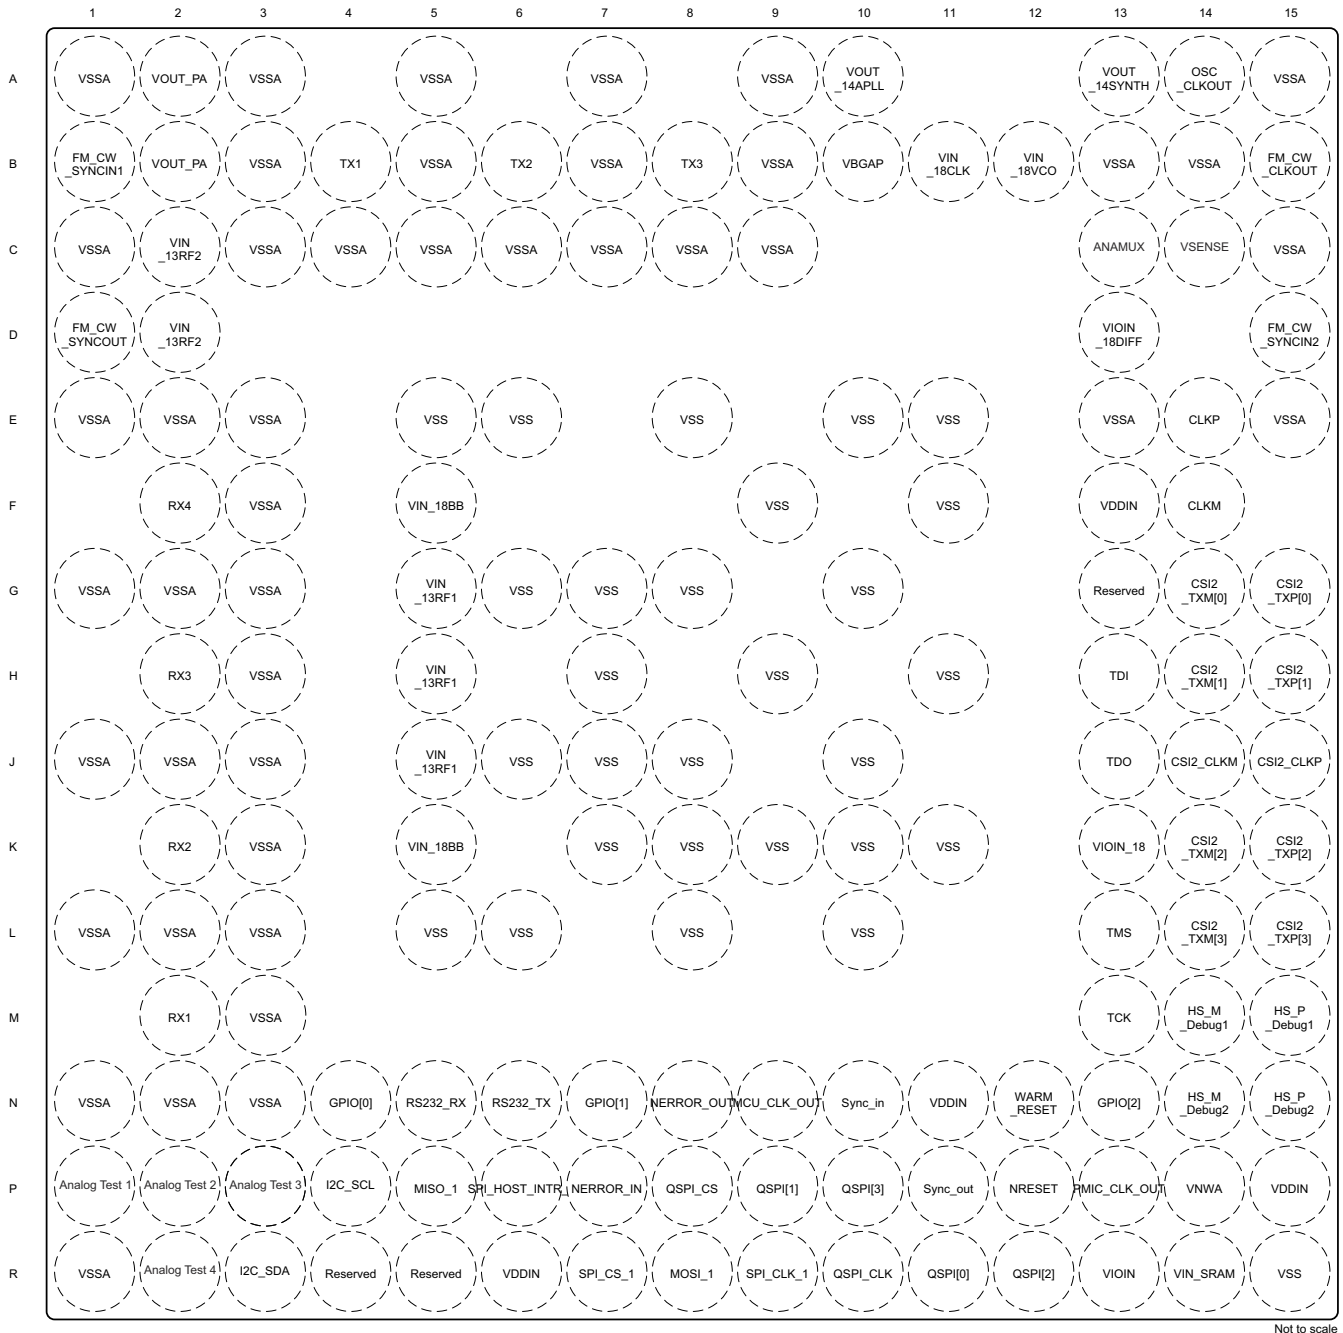 1 2 3 4 5 6 7 8 9 10 11 12 13 14 15
A VSSA VOUT_PA VSSA VSSA VSSA VSSA VOUT _14APLL VOUT _14SYNTH OSC _CLKOUT VSSA
B FM_CW _SYNCIN1 VOUT_PA VSSA TX1 VSSA TX2 VSSA TX3 VSSA VBGAP VIN _18CLK VIN _18VCO VSSA VSSA FM_CW _CLKOUT
C VSSA VIN _13RF2 VSSA VSSA VSSA VSSA VSSA VSSA VSSA ANAMUX VSENSE VSSA
D FM_CW _SYNCOUT VIN _13RF2 VIOIN _18DIFF FM_CW _SYNCIN2
E VSSA VSSA VSSA VSS VSS VSS VSS VSS VSSA CLKP VSSA
F RX4 VSSA VIN_18BB VSS VSS VDDIN CLKM
G VSSA VSSA VSSA VIN _13RF1 VSS VSS VSS VSS Reserved CSI2 _TXM[0] CSI2 _TXP[0]
H RX3 VSSA VIN _13RF1 VSS VSS VSS TDI CSI2 _TXM[1] CSI2 _TXP[1]
J VSSA VSSA VSSA VIN _13RF1 VSS VSS VSS VSS TDO CSI2_CLKM CSI2_CLKP
K RX2 VSSA VIN_18BB VSS VSS VSS VSS VSS VIOIN_18 CSI2 _TXM[2] CSI2 _TXP[2]
L VSSA VSSA VSSA VSS VSS VSS VSS TMS CSI2 _TXM[3] CSI2 _TXP[3]
M RX1 VSSA TCK HS_M _Debug1 HS_P _Debug1
N VSSA VSSA VSSA GPIO[0] RS232_RX RS232_TX GPIO[1] NERROR_OUT MCU_CLK_OUT Sync_in VDDIN WARM _RESET GPIO[2] HS_M _Debug2 HS_P _Debug2
P Analog Test 1 Analog Test 2 Analog Test 3 I2C_SCL MISO_1 SPI_HOST_INTR_ NERROR_IN QSPI_CS QSPI[1] QSPI[3] Sync_out NRESET PMIC_CLK_OUT VNWA VDDIN
R VSSA Analog Test 4 I2C_SDA Reserved Reserved VDDIN SPI_CS_1 MOSI_1 SPI_CLK_1 QSPI_CLK QSPI[0] QSPI[2] VIOIN VIN_SRAM VSS
Not to scale